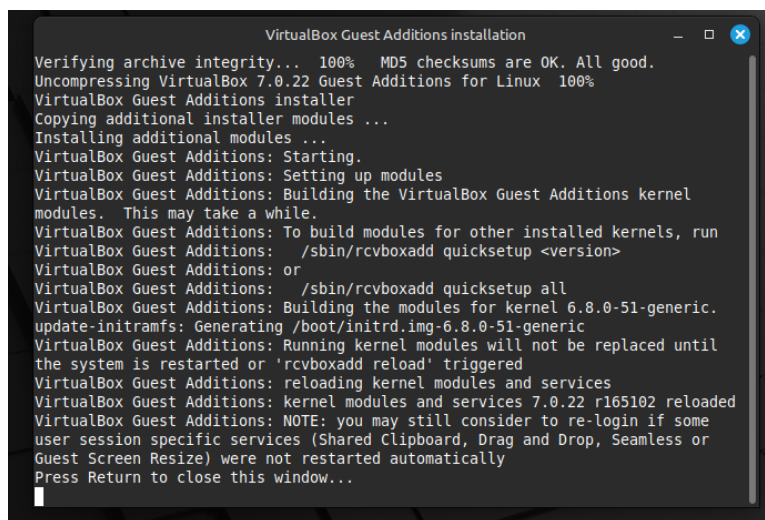 VirtualBox Guest Additions installation
Verifying archive integrity...  100%   MD5 checksums are OK. All good.
Uncompressing VirtualBox 7.0.22 Guest Additions for Linux  100%
VirtualBox Guest Additions installer
Copying additional installer modules ...
Installing additional modules ...
VirtualBox Guest Additions: Starting.
VirtualBox Guest Additions: Setting up modules
VirtualBox Guest Additions: Building the VirtualBox Guest Additions kernel
modules.  This may take a while.
VirtualBox Guest Additions: To build modules for other installed kernels, run
VirtualBox Guest Additions:   /sbin/rcvboxadd quicksetup <version>
VirtualBox Guest Additions: or
VirtualBox Guest Additions:   /sbin/rcvboxadd quicksetup all
VirtualBox Guest Additions: Building the modules for kernel 6.8.0-51-generic.
update-initramfs: Generating /boot/initrd.img-6.8.0-51-generic
VirtualBox Guest Additions: Running kernel modules will not be replaced until
the system is restarted or 'rcvboxadd reload' triggered
VirtualBox Guest Additions: reloading kernel modules and services
VirtualBox Guest Additions: kernel modules and services 7.0.22 r165102 reloaded
VirtualBox Guest Additions: NOTE: you may still consider to re-login if some
user session specific services (Shared Clipboard, Drag and Drop, Seamless or
Guest Screen Resize) were not restarted automatically
Press Return to close this window...